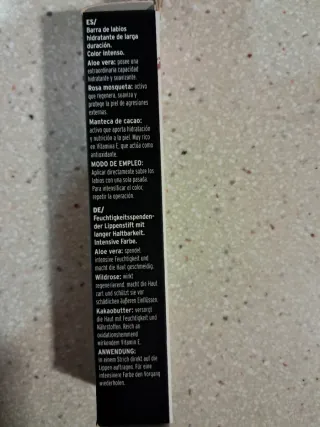 ES/
Barra de labios
hidratante de larga
duración.
Color intenso.
Aloe vera: posee una
extraordinaria capacidad
hidratante y suavizante.
Rosa mosqueta: activo
que regenera, suaviza y
protege la piel de agresiones
externas.
Manteca de cacao:
activo que aporta hidratación
y nutrición a la piel. Muy rico
en Vitamina E, que actúa como
antioxidante.
MODO DE EMPLEO:
Aplicar directamente sobre los
labios con una sola pasada.
Para intensificar el color,
repetir la operación.
DE/
Feuchtigkeitsspenden-
der Lippenstift mit
langer Haltbarkeit.
Intensive Farbe.
Aloe vera: spendet
intensive Feuchtigkeit und
macht die Haut geschmeidig.
Wildrose: wirkt
regenerierend, macht die Haut
zart und schützt sie vor
schädlichen äußeren Einflüssen.
Kakaobutter: versorgt
die Haut mit Feuchtigkeit und
Nährstoffen. Reich an
oxidationshemmend
wirkendem Vitamin E.
ANWENDUNG:
In einem Strich direkt auf die
Lippen auftragen. Für eine
intensivere Farbe den Vorgang
wiederholen.